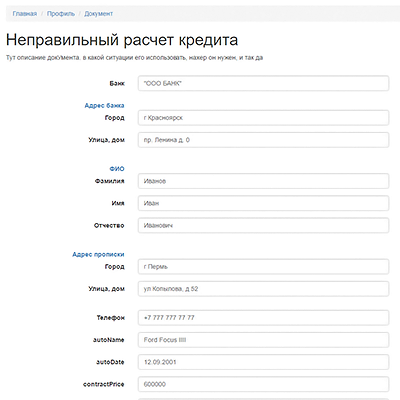 Главная / Профиль / Документ
Неправильный расчет кредита
Тут описание документа. в какой ситуации его использовать, нахер он нужен, и так да
Банк "ООО БАНК"
Адрес банка
Город г Красноярск
Улица, дом пр. Ленина д. 0
ФИО
Фамилия Иванов
Имя Иван
Отчество Иванович
Адрес прописки
Город г Пермь
Улица, дом ул Копылова, д 52
Телефон +7 777 777 77 77
autoName Ford Focus IIII
autoDate 12.09.2001
contractPrice 600000